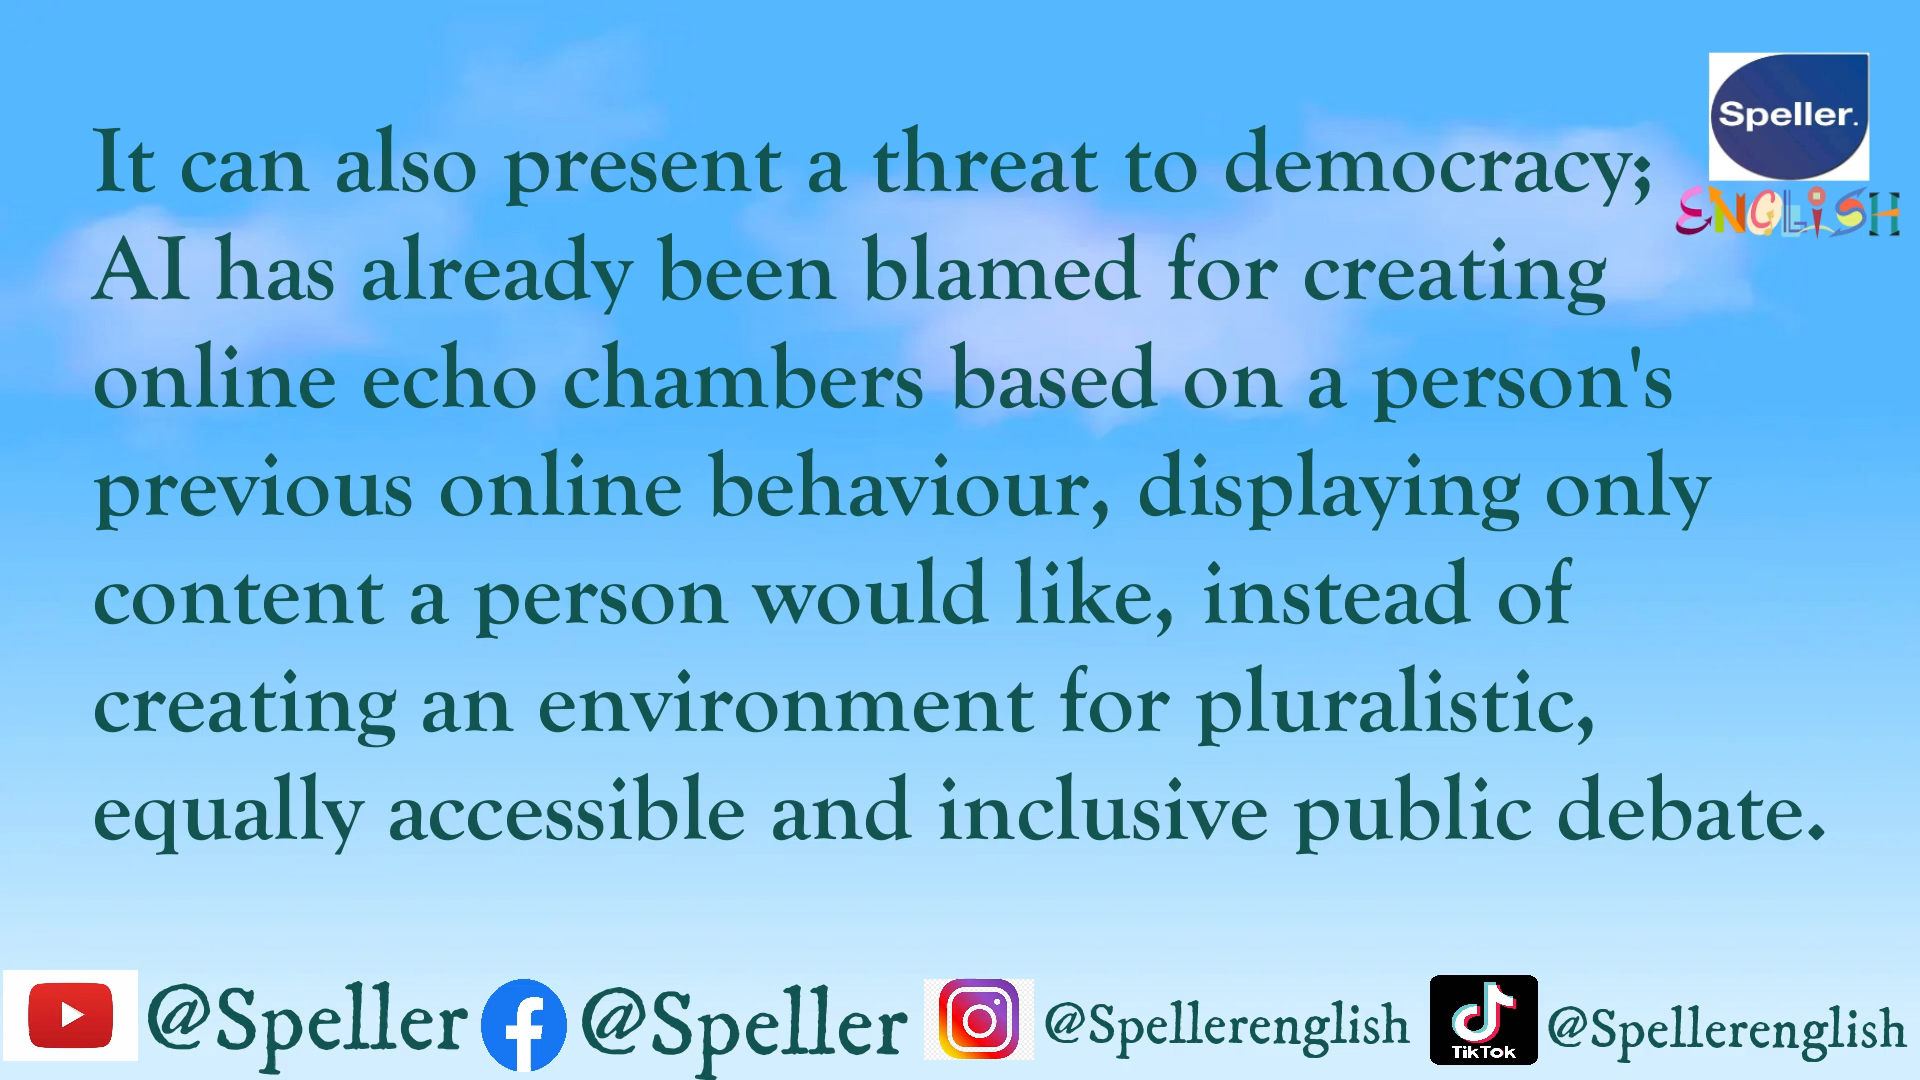 Speller.
ENGLISH
It can also present a threat to democracy;
AI has already been blamed for creating
online echo chambers based on a person's
previous online behaviour, displaying only
content a person would like, instead of
creating an environment for pluralistic,
equally accessible and inclusive public debate.
@Speller @Speller @Spellerenglish TikTok @Spellerenglish